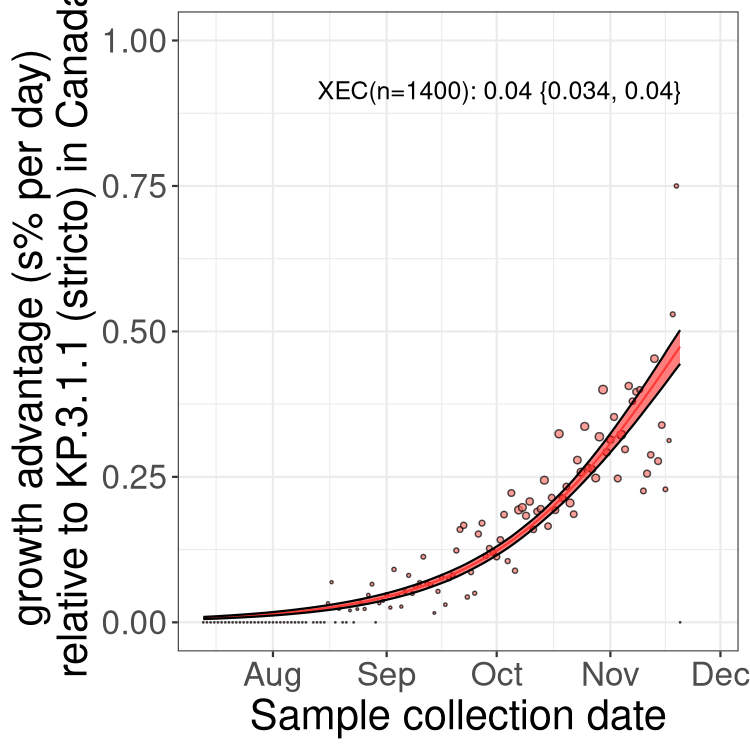 growth advantage (s% per day)
relative to KP.3.1.1 (stricto) in Canada
1.00
0.75
0.50
0.25
0.00
XEC(n=1400): 0.04 {0.034, 0.04}
Aug Sep Oct Nov Dec
Sample collection date